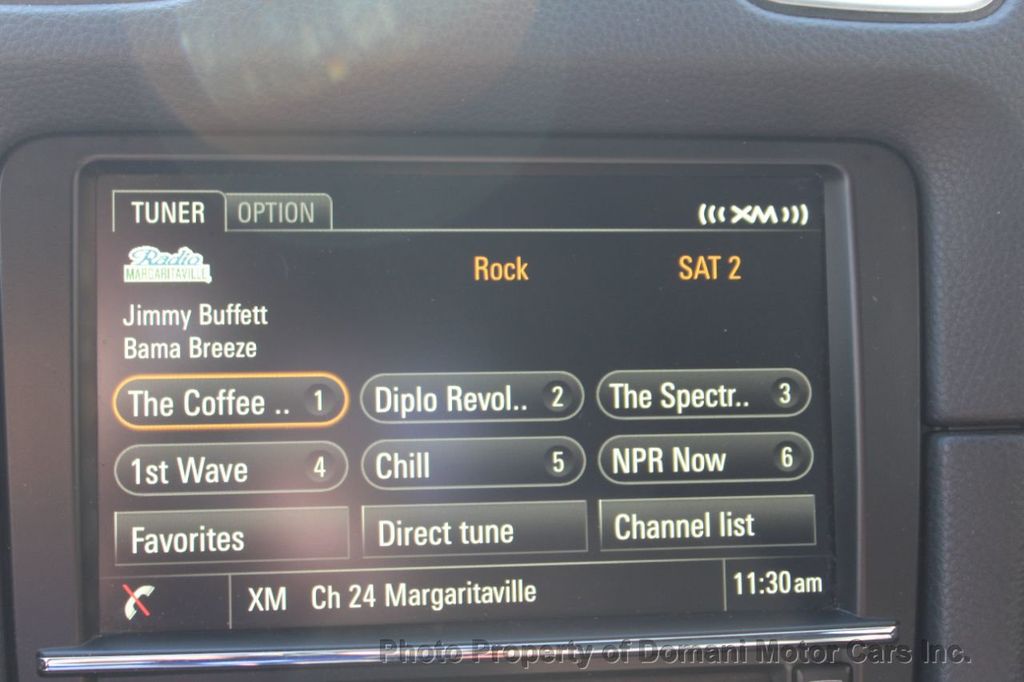 TUNER OPTION (((XM)))
Radio MARGARITAVILLE Rock SAT 2
Jimmy Buffett
Bama Breeze
The Coffee .. 1 Diplo Revol.. 2 The Spectr.. 3
1st Wave 4 Chill 5 NPR Now 6
Favorites Direct tune Channel list
XM Ch 24 Margaritaville 11:30am
Photo Property of Domani Motor Cars Inc.